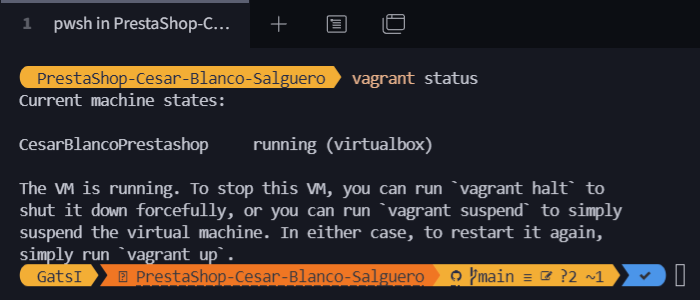 1 pwsh in PrestaShop-C...
PrestaShop-Cesar-Blanco-Salguero vagrant status
Current machine states:
CesarBlancoPrestashop running (virtualbox)
The VM is running. To stop this VM, you can run `vagrant halt` to
shut it down forcefully, or you can run `vagrant suspend` to simply
suspend the virtual machine. In either case, to restart it again,
simply run `vagrant up`.
GatsI PrestaShop-Cesar-Blanco-Salguero main ≡ ?2 ~1